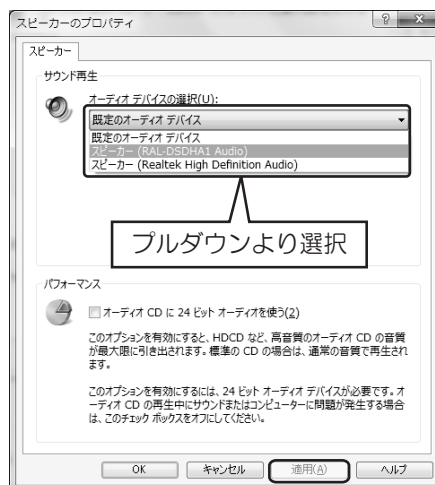 スピーカーのプロパティ
スピーカー
サウンド再生
オーディオ デバイスの選択(U):
既定のオーディオ デバイス
既定のオーディオ デバイス
スピーカー (RAL-DSDHA1 Audio)
スピーカー (Realtek High Definition Audio)
プルダウンより選択
パフォーマンス
オーディオ CD に 24 ビット オーディオを使う(2)
このオプションを有効にすると、HDCD など、高音質のオーディオ CD の音質
が最大限に引き出されます。標準の CD の場合は、通常の音質で再生され
ます。
このオプションを有効にするには、24 ビット オーディオ デバイスが必要です。オ
ーディオ CD の再生中にサウンドまたはコンピューターに問題が発生する場合
は、このチェック ボックスをオフにしてください。
OK キャンセル 適用(A) ヘルプ